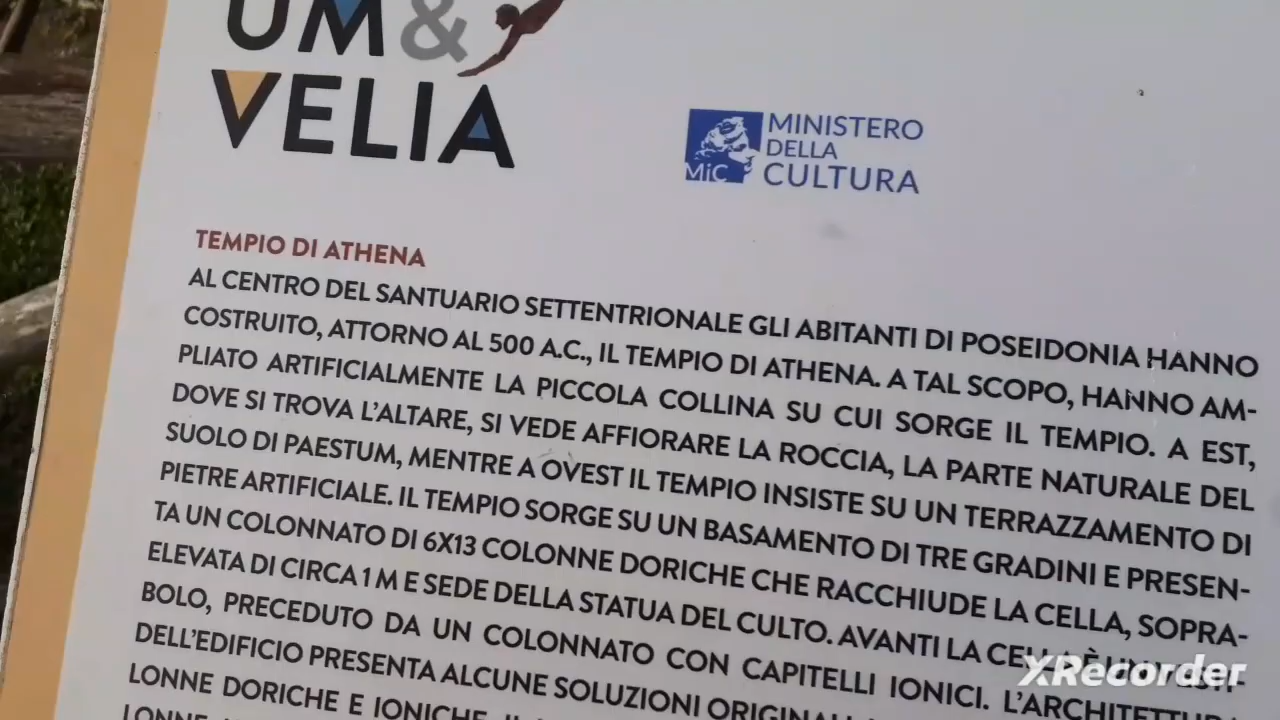 UM &
VELIA
MINISTERO
DELLA
CULTURA
MiC
TEMPIO DI ATHENA
AL CENTRO DEL SANTUARIO SETTENTRIONALE GLI ABITANTI DI POSEIDONIA HANNO
COSTRUITO, ATTORNO AL 500 A.C., IL TEMPIO DI ATHENA. A TAL SCOPO, HANNO AM-
PLIATO ARTIFICIALMENTE LA PICCOLA COLLINA SU CUI SORGE IL TEMPIO. A EST,
DOVE SI TROVA L'ALTARE, SI VEDE AFFIORARE LA ROCCIA, LA PARTE NATURALE DEL
SUOLO DI PAESTUM, MENTRE A OVEST IL TEMPIO INSISTE SU UN TERRAZZAMENTO DI
PIETRE ARTIFICIALE. IL TEMPIO SORGE SU UN BASAMENTO DI TRE GRADINI E PRESEN-
TA UN COLONNATO DI 6X13 COLONNE DORICHE CHE RACCHIUDE LA CELLA, SOPRA-
ELEVATA DI CIRCA 1 M E SEDE DELLA STATUA DEL CULTO. AVANTI LA
BOLO, PRECEDUTO DA UN COLONNATO CON CAPITELLI IONICI. L'ARCHITETTURA
DELL'EDIFICIO PRESENTA ALCUNE SOLUZIONI
LONNE DORICHE E IONICHE.
XRecorder